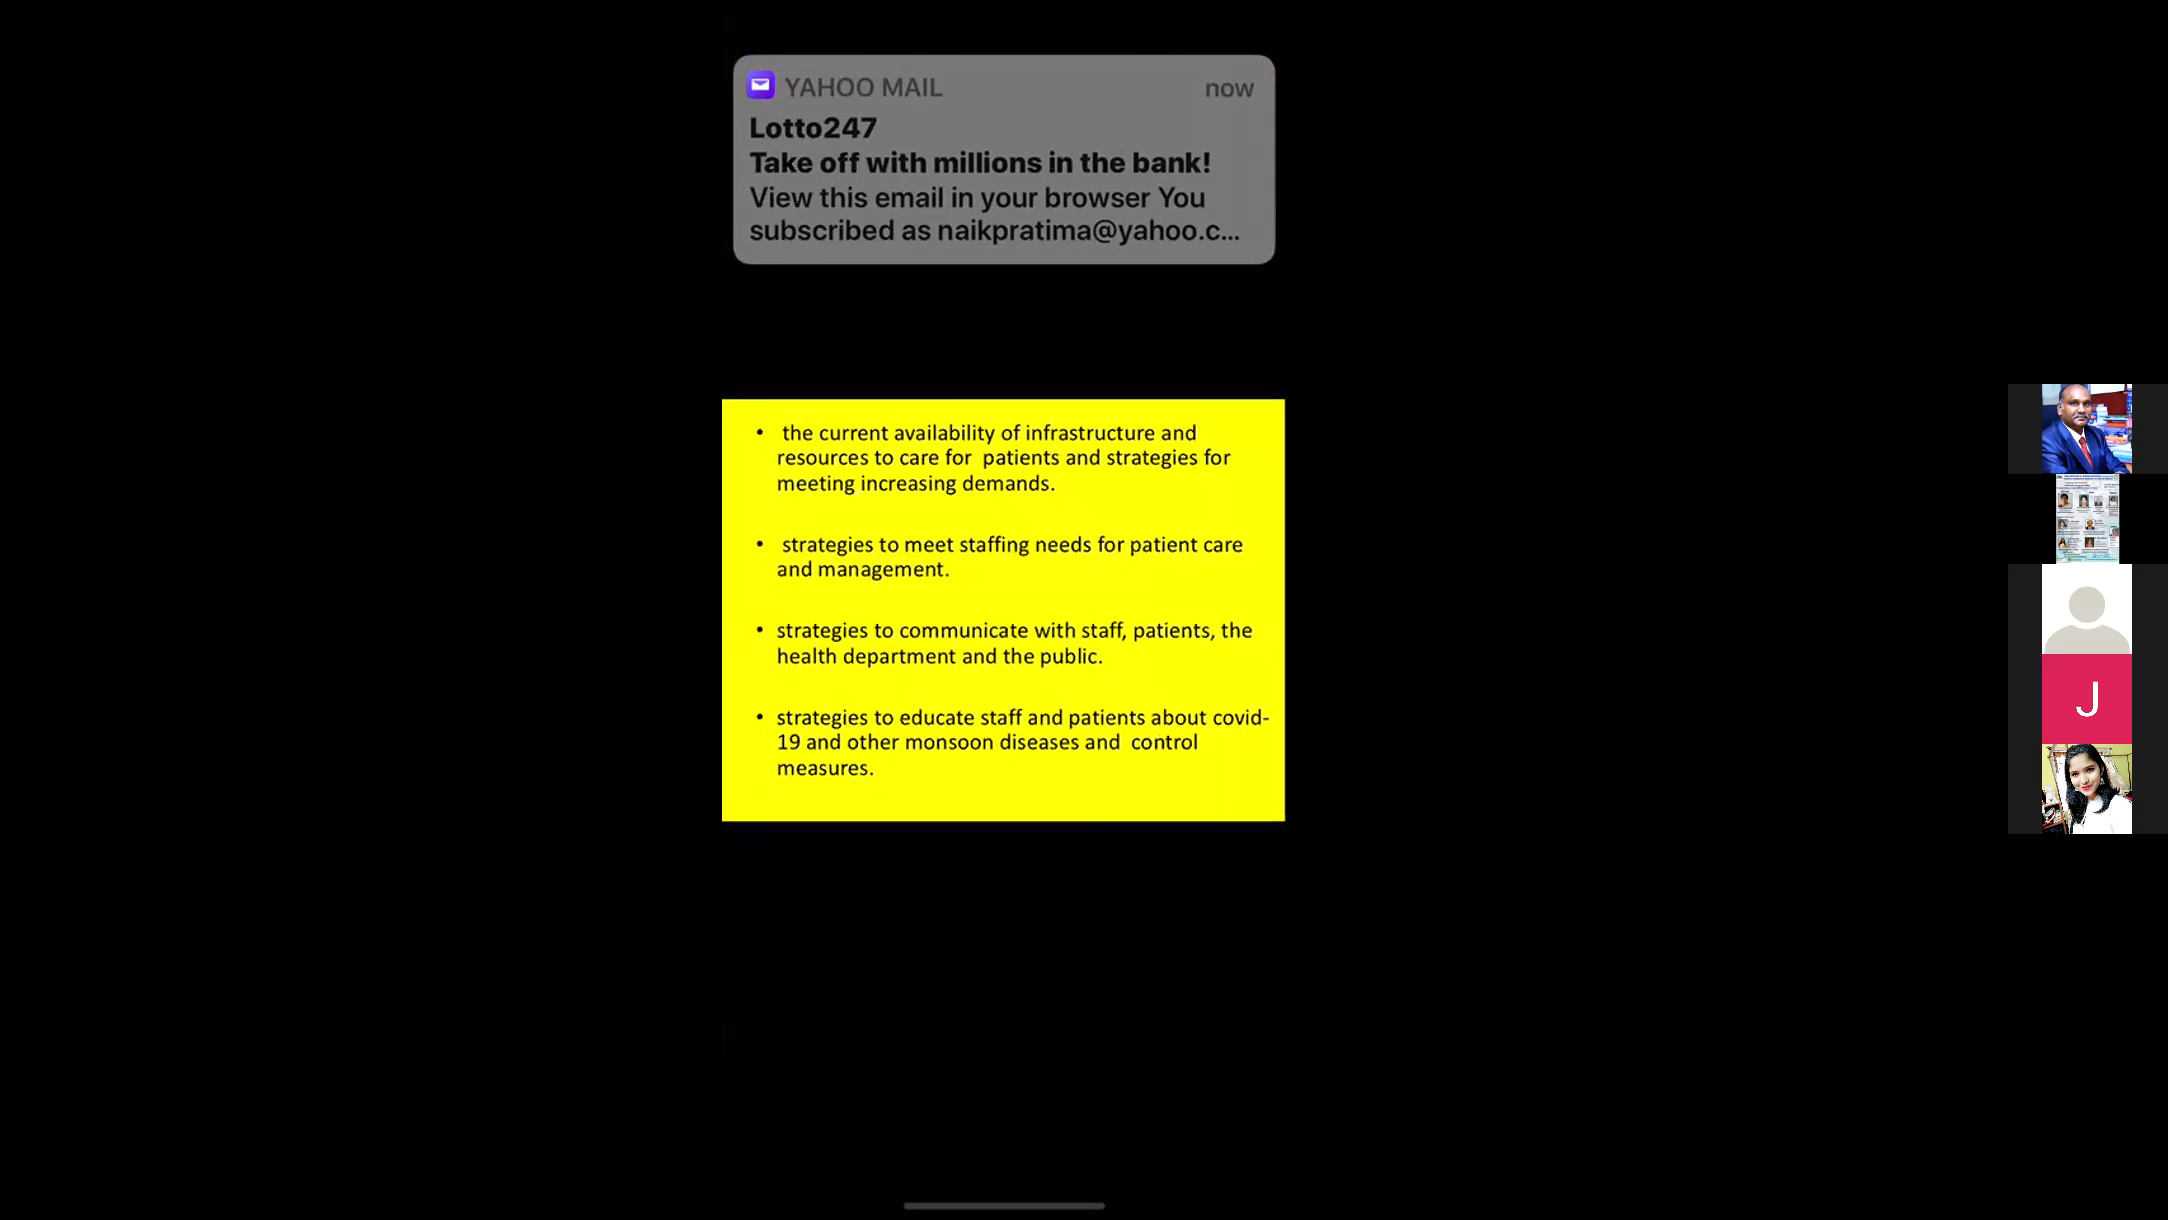 YAHOO MAIL
now
Lotto247
Take off with millions in the bank!
View this email in your browser You
subscribed as naikpratima@yahoo.c...
• the current availability of infrastructure and
resources to care for patients and strategies for
meeting increasing demands.
• strategies to meet staffing needs for patient care
and management.
• strategies to communicate with staff, patients, the
health department and the public.
• strategies to educate staff and patients about covid-
19 and other monsoon diseases and control
measures.
J